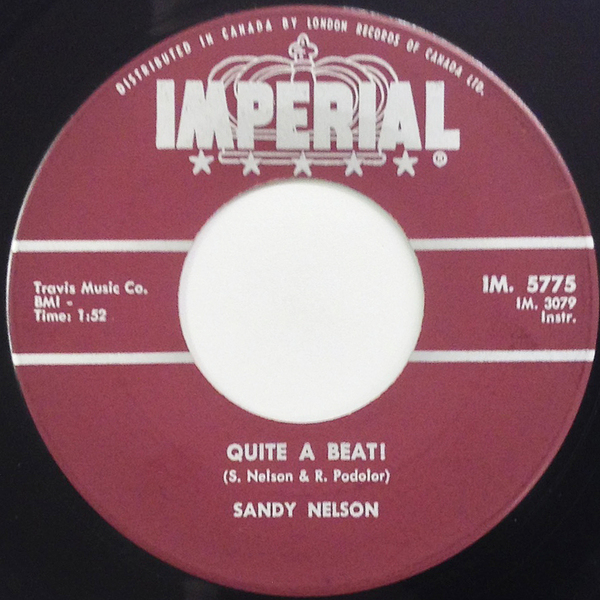 DISTRIBUTED IN CANADA BY LONDON RECORDS OF CANADA LTD.
IMPERIAL
Travis Music Co.
BMI -
Time: 1:52
IM. 5775
IM. 3079
Instr.
QUITE A BEAT!
(S. Nelson & R. Podolor)
SANDY NELSON